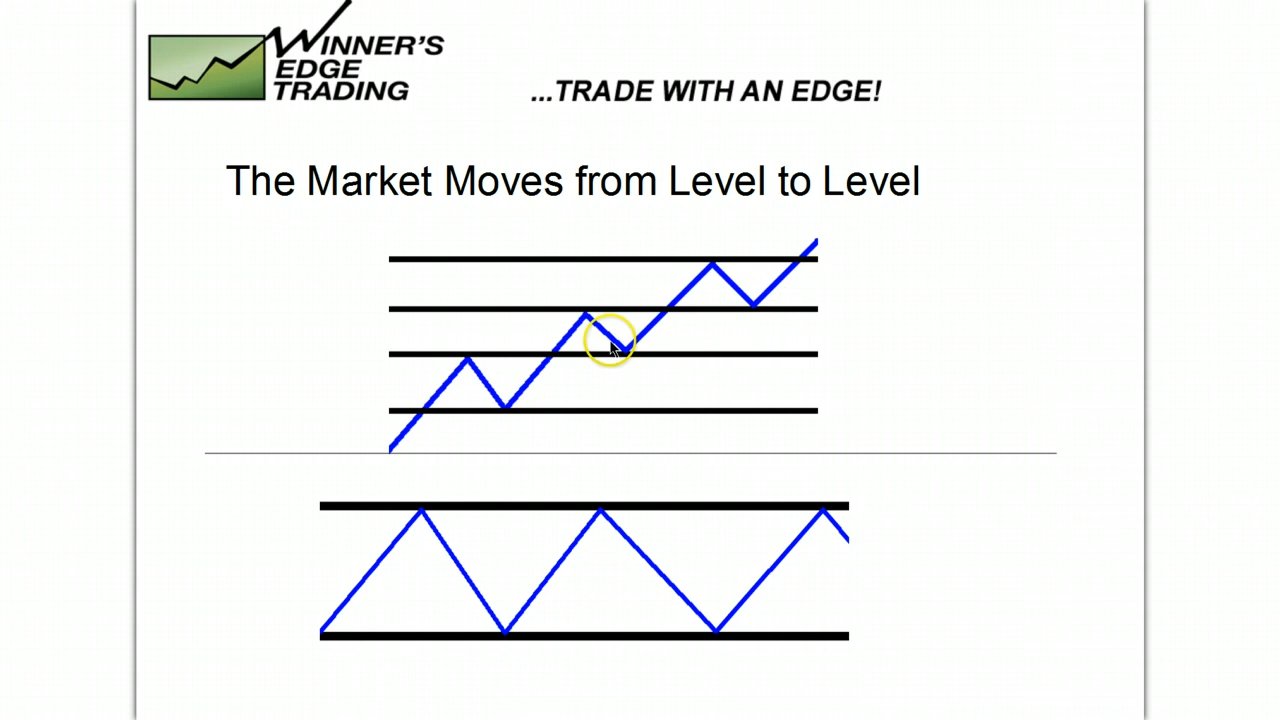 WINNER'S
EDGE
TRADING
...TRADE WITH AN EDGE!
The Market Moves from Level to Level